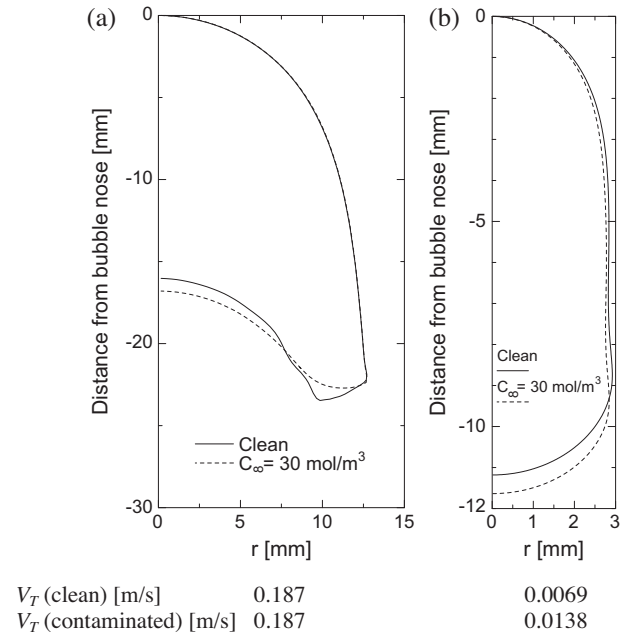 (a)
0
-10
-20
-30
Distance from bubble nose [mm]
Clean
C∞= 30 mol/m³
0 5 10 15
r [mm]
(b)
0
-5
-10
-12
Distance from bubble nose [mm]
Clean
C∞= 30 mol/m³
0 1 2 3
r [mm]
V_T (clean) [m/s] 0.187 0.0069
V_T (contaminated) [m/s] 0.187 0.0138